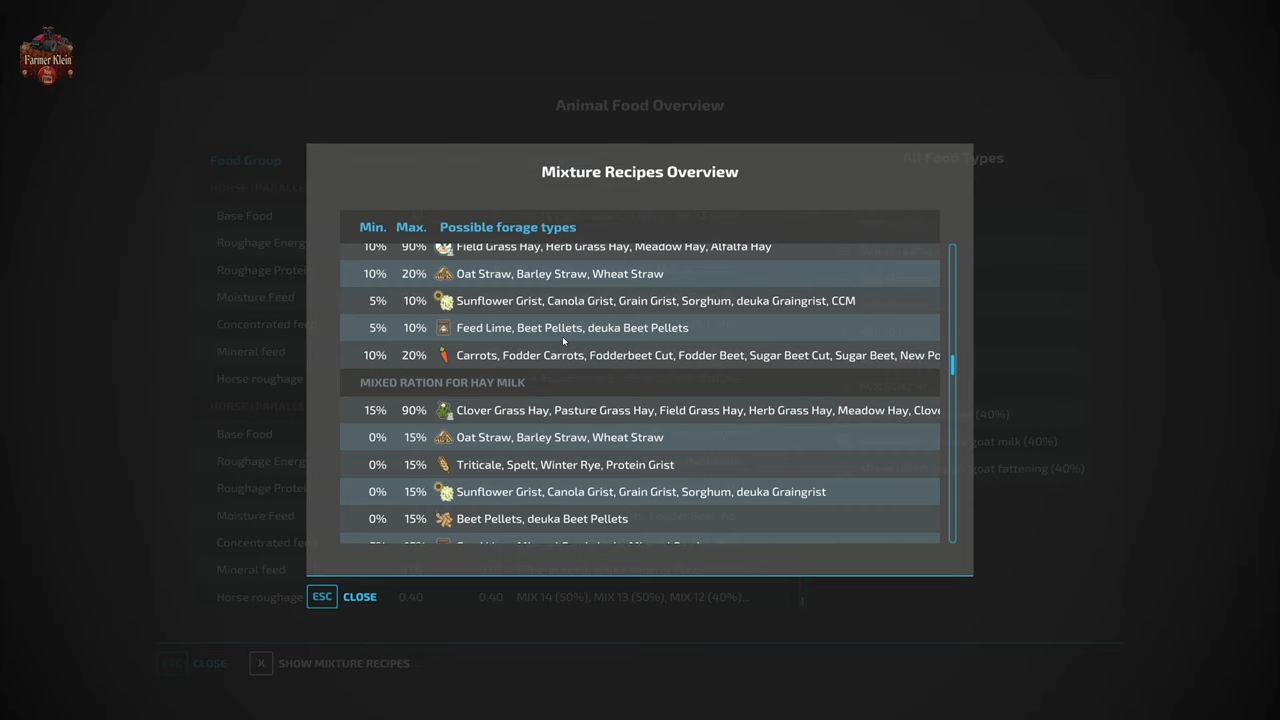 Farmer Klein
Animal Food Overview
Mixture Recipes Overview
Food Group
All Food Types
Min. Max. Possible forage types
10% 90% Field Grass Hay, Herb Grass Hay, Meadow Hay, Alfalfa Hay
Base Food
10% 20% Oat Straw, Barley Straw, Wheat Straw
Roughage Energy
5% 10% Sunflower Grist, Canola Grist, Grain Grist, Sorghum, deuka Graingrist, CCM
Moisture Feed
5% 10% Feed Lime, Beet Pellets, deuka Beet Pellets
Concentrated
Mineral feed
10% 20% Carrots, Fodder Carrots, Fodderbeet Cut, Fodder Beet, Sugar Beet Cut, Sugar Beet, New Po
Horse roughage
MIXED RATION FOR HAY MILK
15% 90% Clover Grass Hay, Pasture Grass Hay, Field Grass Hay, Herb Grass Hay, Meadow Hay, Clove
(40%)
Base Food
0% 15% Oat Straw, Barley Straw, Wheat Straw
goat milk (40%)
Roughage Energy
0% 15% Triticale, Spelt, Winter Rye, Protein Grist
goat fattening (40%)
Roughage Protein
0% 15% Sunflower Grist, Canola Grist, Grain Grist, Sorghum, deuka Graingrist
Moisture Feed
0% 15% Beet Pellets, deuka Beet Pellets
Concentrated feed
Mineral feed
Horse roughage 0.40 0.40 MIX 14 (50%), MIX 13 (50%), MIX 12 (40%)...
ESC CLOSE
ESC CLOSE X SHOW MIXTURE RECIPES